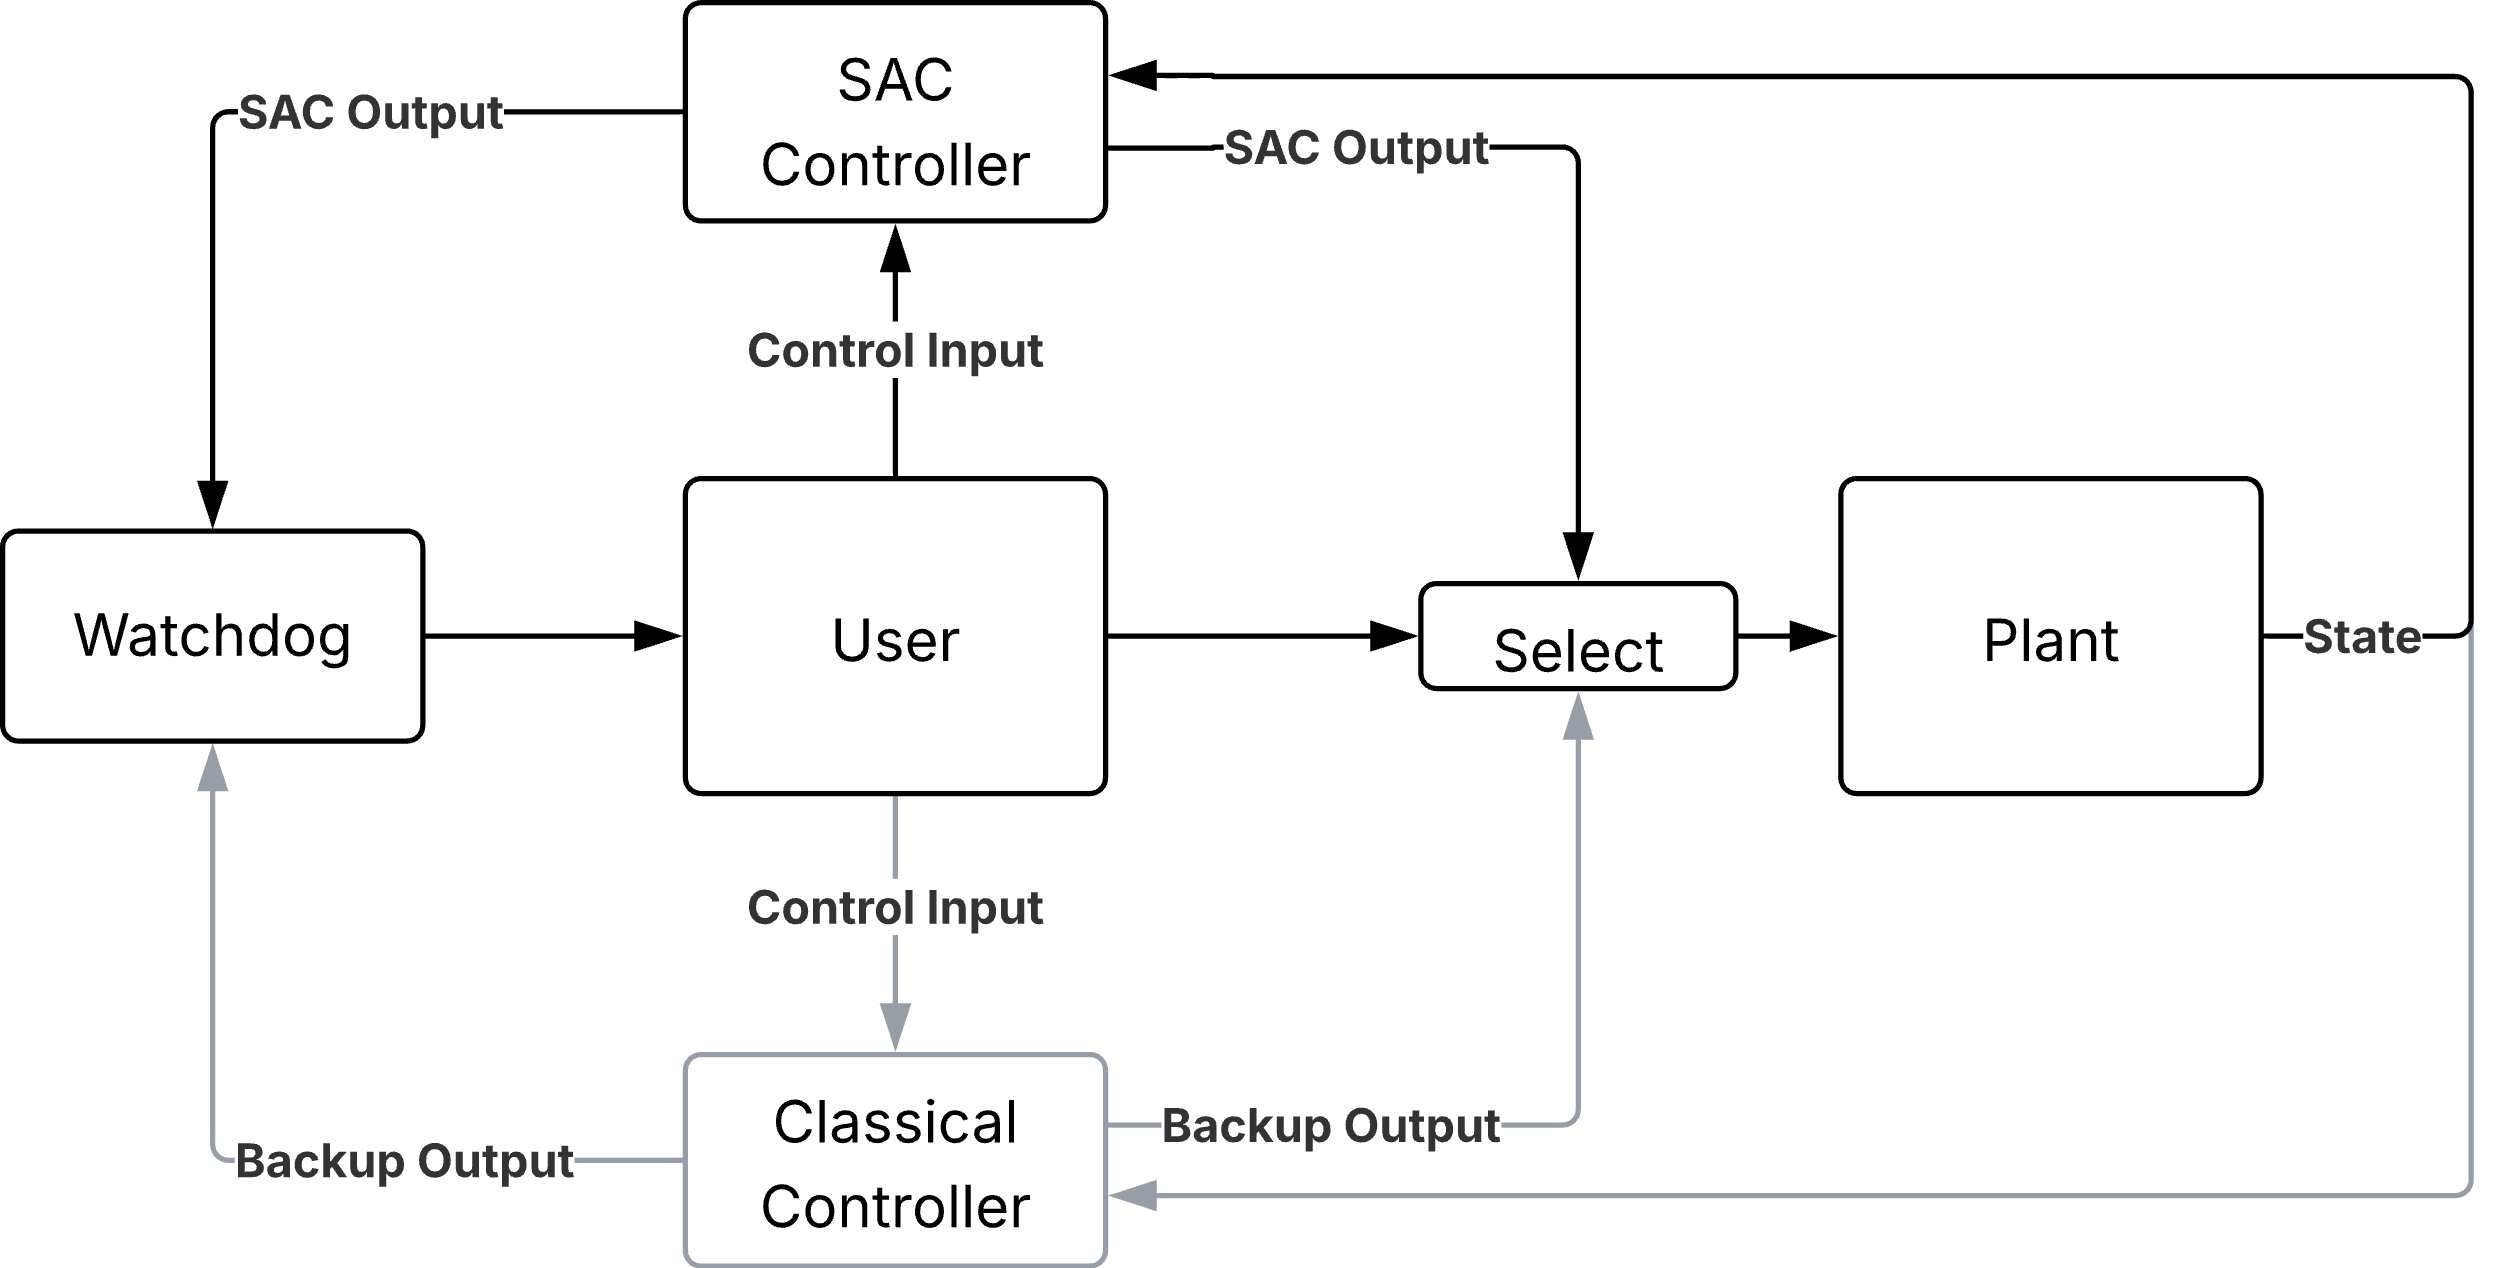 SAC
Controller
SAC Output
SAC Output
Control Input
Watchdog
User
Select
Plant
State
Control Input
Classical
Controller
Backup Output
Backup Output